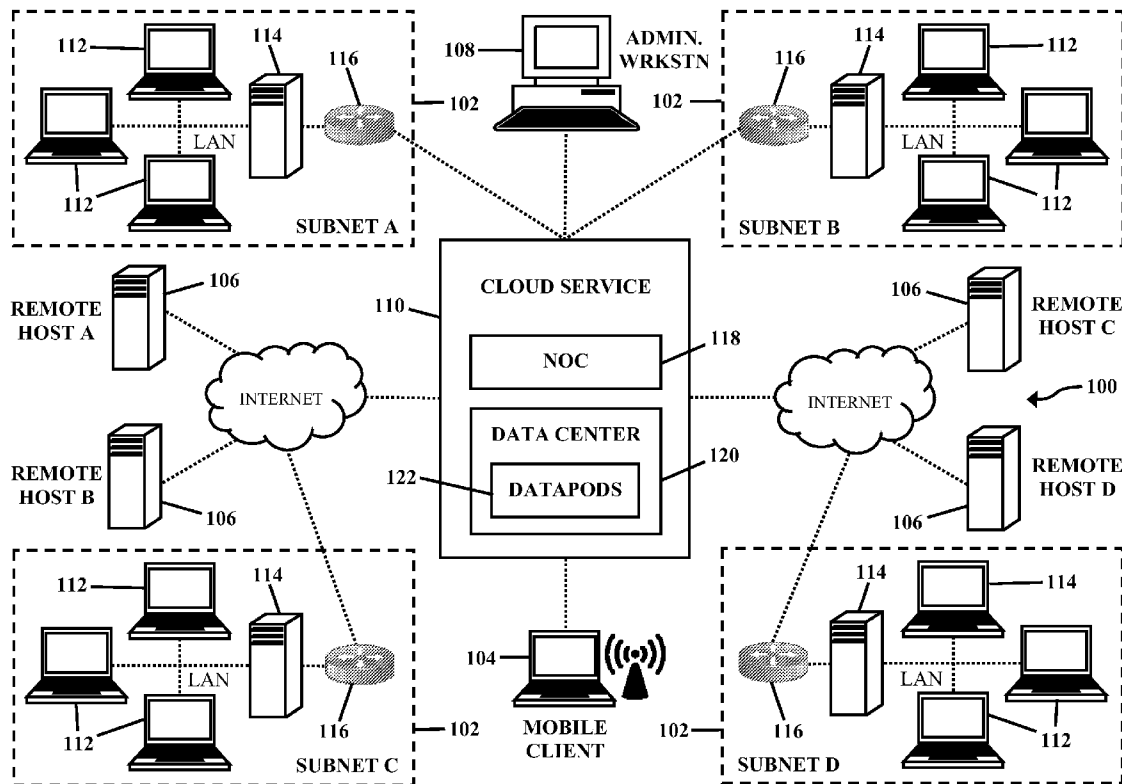 112
114
116
LAN
112
102
SUBNET A
108
ADMIN.
WRKSTN
102
116
114
112
LAN
112
SUBNET B
REMOTE
HOST A
106
INTERNET
REMOTE
HOST B
106
110
CLOUD SERVICE
NOC
118
DATA CENTER
122
DATAPODS
120
106
REMOTE
HOST C
INTERNET
100
REMOTE
HOST D
106
112
114
LAN
112
116
102
SUBNET C
104
MOBILE
CLIENT
102
114
114
LAN
116
112
SUBNET D